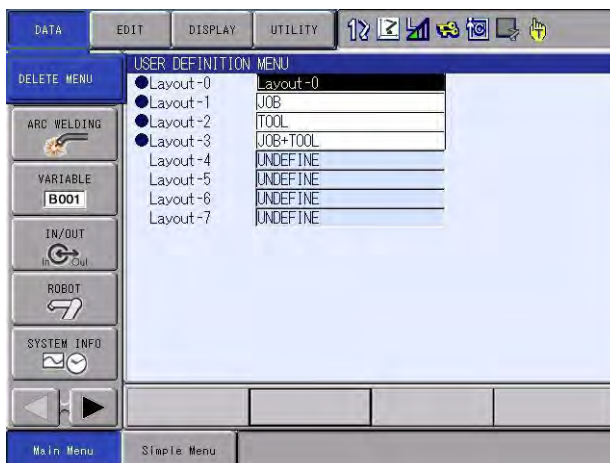 DATA EDIT DISPLAY UTILITY
DELETE MENU
USER DEFINITION MENU
Layout-0 Layout-0
Layout-1 JOB
Layout-2 TOOL
Layout-3 JOB+TOOL
Layout-4 UNDEFINE
Layout-5 UNDEFINE
Layout-6 UNDEFINE
Layout-7 UNDEFINE
ARC WELDING
VARIABLE
B001
IN/OUT
In Out
ROBOT
SYSTEM INFO
Main Menu Simple Menu